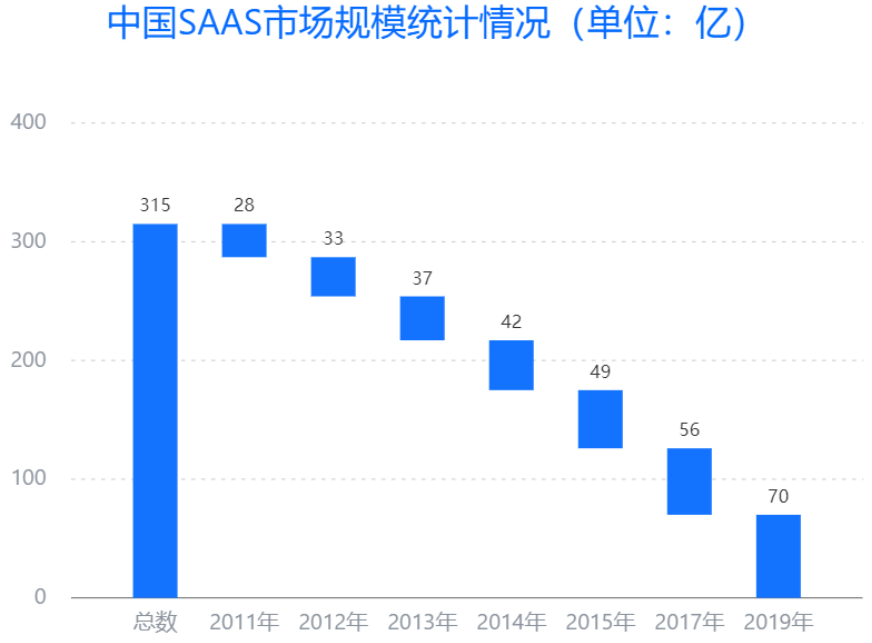 中国SAAS市场规模统计情况（单位：亿）
400
300
200
100
0
315
28
33
37
42
49
56
70
总数
2011年
2012年
2013年
2014年
2015年
2017年
2019年